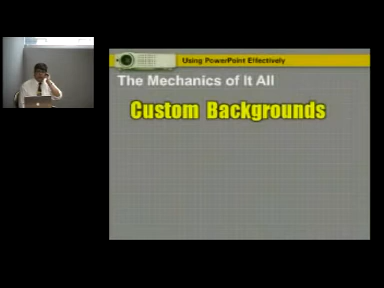 Using PowerPoint Effectively
The Mechanics of It All
Custom Backgrounds